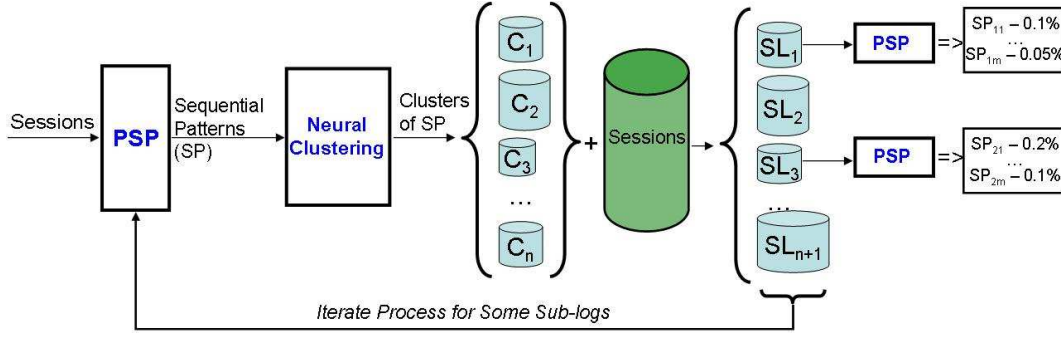 Sessions
PSP
Sequential
Patterns
(SP)
Neural
Clustering
Clusters
of SP
C1
C2
C3
...
Cn
+
Sessions
SL1
SL2
SL3
...
SLn+1
PSP
=>
SP11 – 0.1%
...
SP1m – 0.05%
PSP
=>
SP21 – 0.2%
...
SP2m – 0.1%
Iterate Process for Some Sub-logs